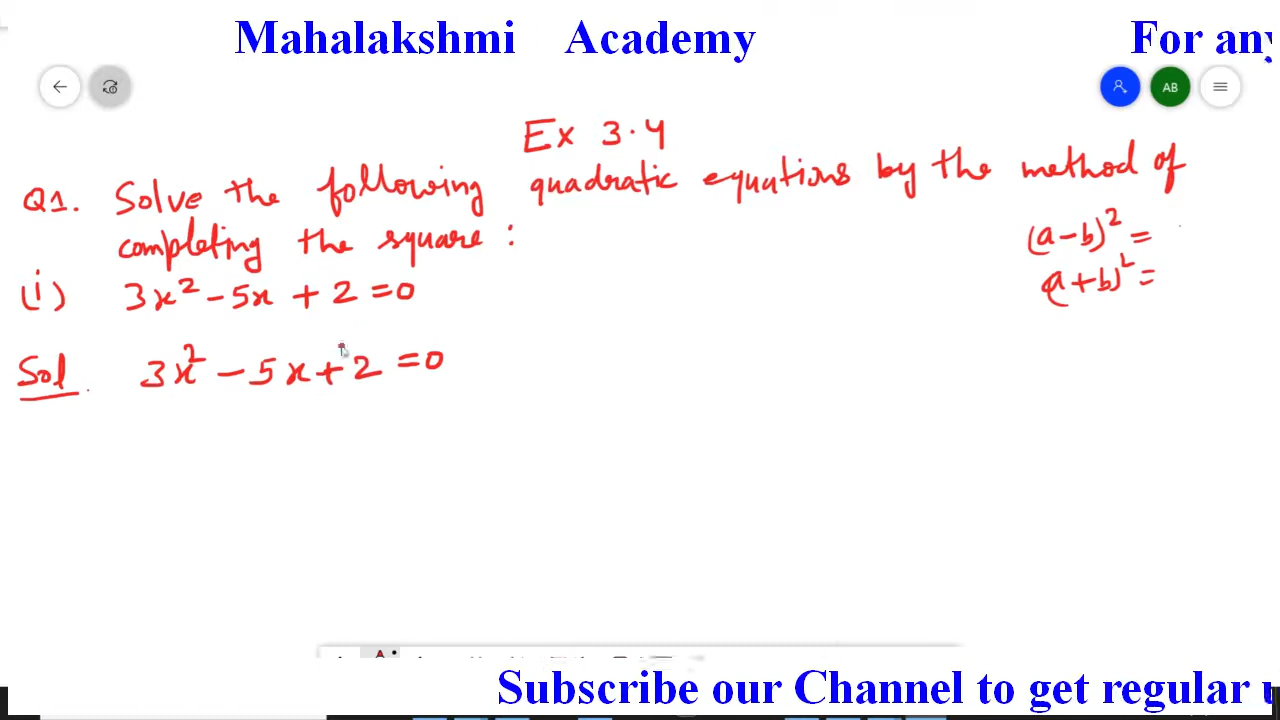 Mahalakshmi Academy For any
AB
Ex 3.4
Q1. Solve the following quadratic equations by the method of
completing the square :
(a-b)² =
(a+b)² =
(i) 3x² - 5x + 2 = 0
Sol. 3x² - 5x + 2 = 0
Subscribe our Channel to get regular u